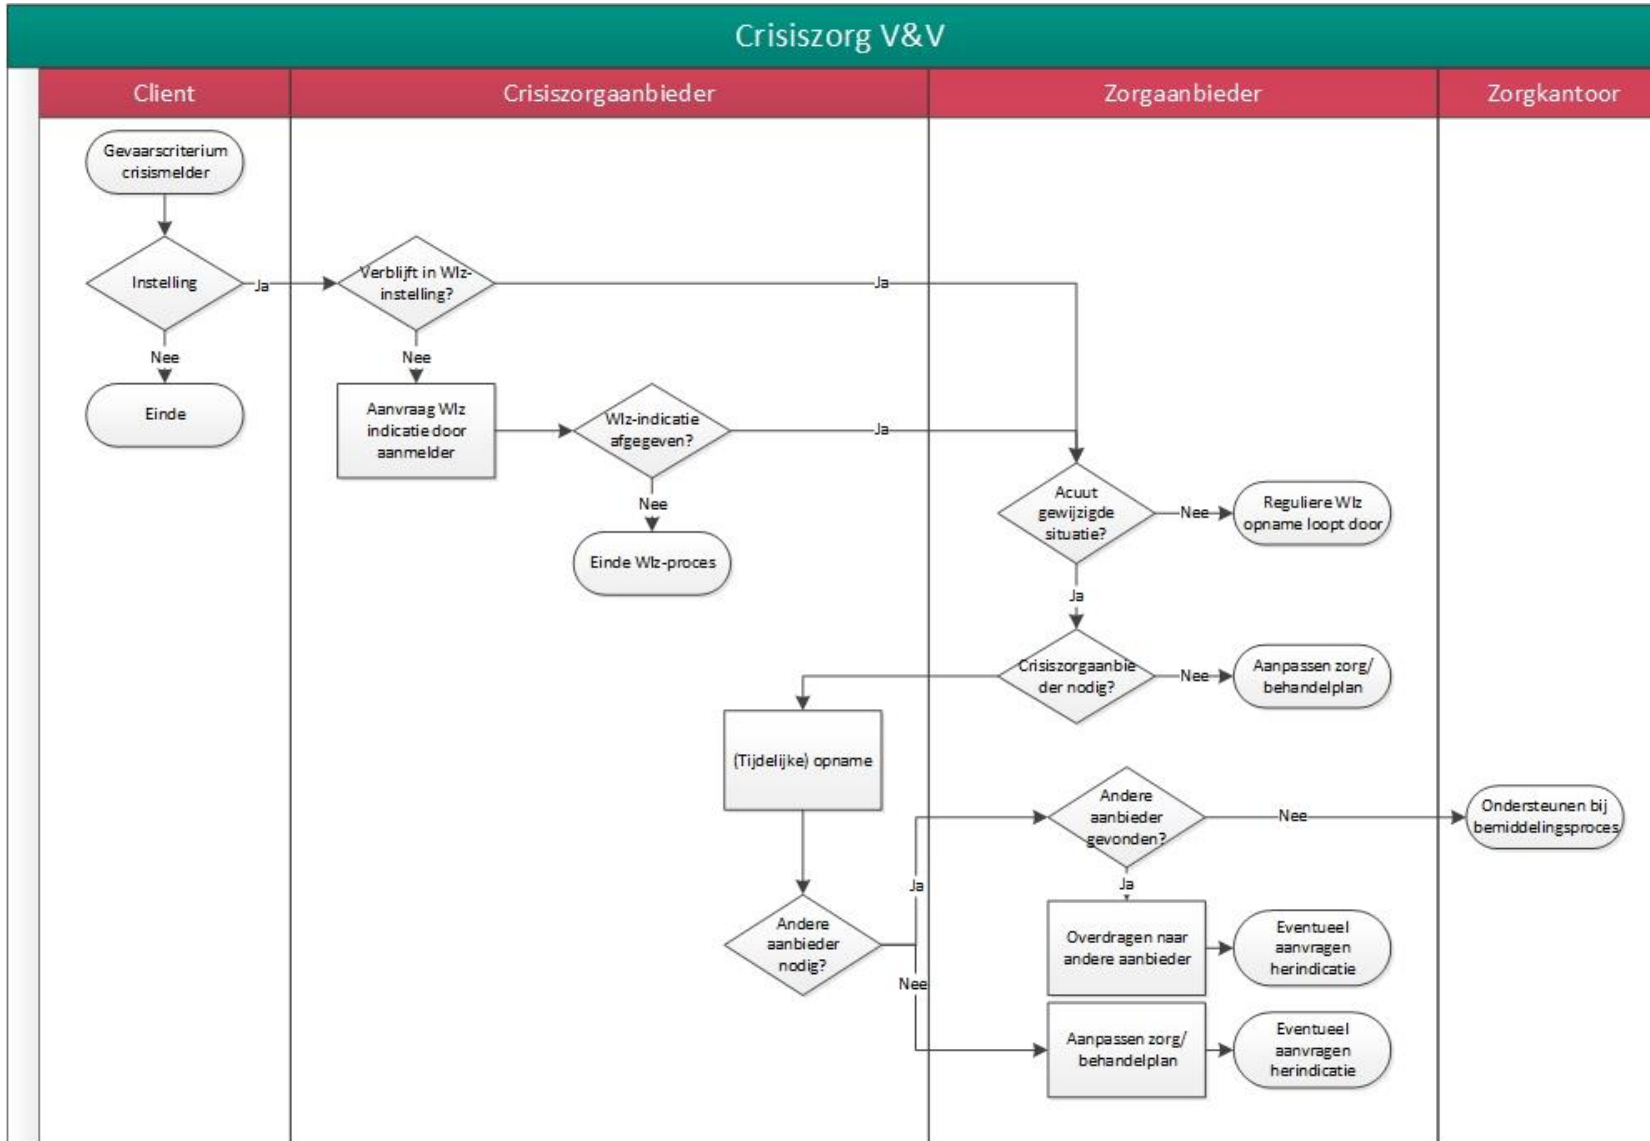 Crisiszorg V&V
Client
Crisiszorgaanbieder
Zorgaanbieder
Zorgkantoor
Gevaarscriterium
crisismelder
Instelling
Ja
Nee
Einde
Verblijft in Wlz-
instelling?
Ja
Nee
Aanvraag Wlz
indicatie door
aanmelder
Wlz-indicatie
afgegeven?
Ja
Nee
Einde Wlz-proces
Acuut
gewijzigde
situatie?
Nee
Reguliere Wlz
opname loopt door
Ja
Crisiszorgaanbie
der nodig?
Nee
Aanpassen zorg/
behandelplan
(Tijdelijke) opname
Andere
aanbieder
nodig?
Ja
Nee
Andere
aanbieder
gevonden?
Nee
Ondersteunen bij
bemiddelingsproces
Ja
Overdragen naar
andere aanbieder
Eventueel
aanvragen
herindicatie
Aanpassen zorg/
behandelplan
Eventueel
aanvragen
herindicatie